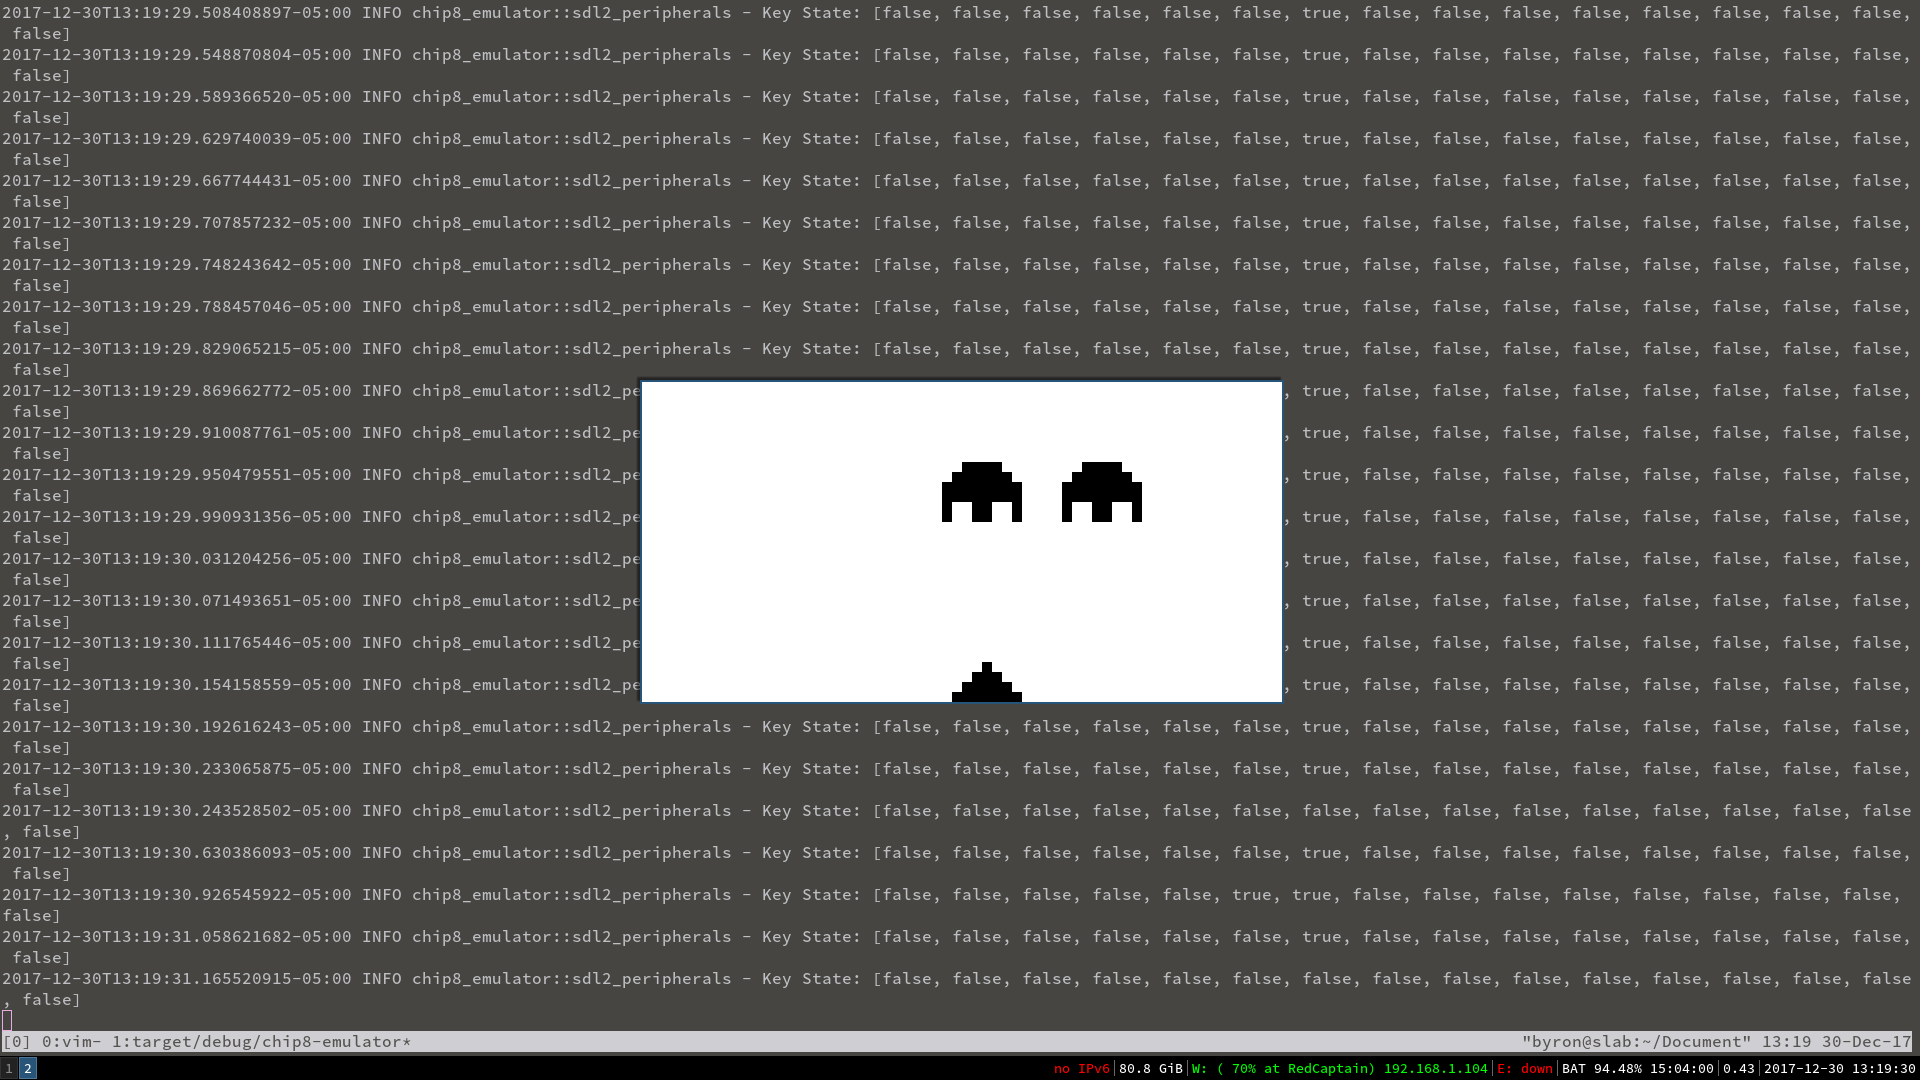 2017-12-30T13:19:29.508408897-05:00 INFO chip8_emulator::sdl2_peripherals - Key State: [false, false, false, false, false, false, true, false, false, false, false, false, false, false, false,
false]
2017-12-30T13:19:29.548870804-05:00 INFO chip8_emulator::sdl2_peripherals - Key State: [false, false, false, false, false, false, true, false, false, false, false, false, false, false, false,
false]
2017-12-30T13:19:29.589366520-05:00 INFO chip8_emulator::sdl2_peripherals - Key State: [false, false, false, false, false, false, true, false, false, false, false, false, false, false, false,
false]
2017-12-30T13:19:29.629740039-05:00 INFO chip8_emulator::sdl2_peripherals - Key State: [false, false, false, false, false, false, true, false, false, false, false, false, false, false, false,
false]
2017-12-30T13:19:29.667744431-05:00 INFO chip8_emulator::sdl2_peripherals - Key State: [false, false, false, false, false, false, true, false, false, false, false, false, false, false, false,
false]
2017-12-30T13:19:29.707857232-05:00 INFO chip8_emulator::sdl2_peripherals - Key State: [false, false, false, false, false, false, true, false, false, false, false, false, false, false, false,
false]
2017-12-30T13:19:29.748243642-05:00 INFO chip8_emulator::sdl2_peripherals - Key State: [false, false, false, false, false, false, true, false, false, false, false, false, false, false, false,
false]
2017-12-30T13:19:29.788457046-05:00 INFO chip8_emulator::sdl2_peripherals - Key State: [false, false, false, false, false, false, true, false, false, false, false, false, false, false, false,
false]
2017-12-30T13:19:29.829065215-05:00 INFO chip8_emulator::sdl2_peripherals - Key State: [false, false, false, false, false, false, true, false, false, false, false, false, false, false, false,
false]
2017-12-30T13:19:29.869662772-05:00 INFO chip8_emulator::sdl2_pe , true, false, false, false, false, false, false, false, false,
false]
2017-12-30T13:19:29.910087761-05:00 INFO chip8_emulator::sdl2_pe , true, false, false, false, false, false, false, false, false,
false]
2017-12-30T13:19:29.950479551-05:00 INFO chip8_emulator::sdl2_pe , true, false, false, false, false, false, false, false, false,
false]
2017-12-30T13:19:29.990931356-05:00 INFO chip8_emulator::sdl2_pe , true, false, false, false, false, false, false, false, false,
false]
2017-12-30T13:19:30.031204256-05:00 INFO chip8_emulator::sdl2_pe , true, false, false, false, false, false, false, false, false,
false]
2017-12-30T13:19:30.071493651-05:00 INFO chip8_emulator::sdl2_pe , true, false, false, false, false, false, false, false, false,
false]
2017-12-30T13:19:30.111765446-05:00 INFO chip8_emulator::sdl2_pe , true, false, false, false, false, false, false, false, false,
false]
2017-12-30T13:19:30.154158559-05:00 INFO chip8_emulator::sdl2_pe , true, false, false, false, false, false, false, false, false,
false]
2017-12-30T13:19:30.192616243-05:00 INFO chip8_emulator::sdl2_peripherals - Key State: [false, false, false, false, false, false, true, false, false, false, false, false, false, false, false,
false]
2017-12-30T13:19:30.233065875-05:00 INFO chip8_emulator::sdl2_peripherals - Key State: [false, false, false, false, false, false, true, false, false, false, false, false, false, false, false,
false]
2017-12-30T13:19:30.243528502-05:00 INFO chip8_emulator::sdl2_peripherals - Key State: [false, false, false, false, false, false, false, false, false, false, false, false, false, false, false
, false]
2017-12-30T13:19:30.630386093-05:00 INFO chip8_emulator::sdl2_peripherals - Key State: [false, false, false, false, false, false, true, false, false, false, false, false, false, false, false,
false]
2017-12-30T13:19:30.926545922-05:00 INFO chip8_emulator::sdl2_peripherals - Key State: [false, false, false, false, false, true, true, false, false, false, false, false, false, false, false,
false]
2017-12-30T13:19:31.058621682-05:00 INFO chip8_emulator::sdl2_peripherals - Key State: [false, false, false, false, false, false, true, false, false, false, false, false, false, false, false,
false]
2017-12-30T13:19:31.165520915-05:00 INFO chip8_emulator::sdl2_peripherals - Key State: [false, false, false, false, false, false, false, false, false, false, false, false, false, false, false
, false]
[0] 0:vim- 1:target/debug/chip8-emulator* "byron@slab:~/Document" 13:19 30-Dec-17
1 2 no IPv6 80.8 GiB W: ( 70% at RedCaptain) 192.168.1.104 E: down BAT 94.48% 15:04:00 0.43 2017-12-30 13:19:30